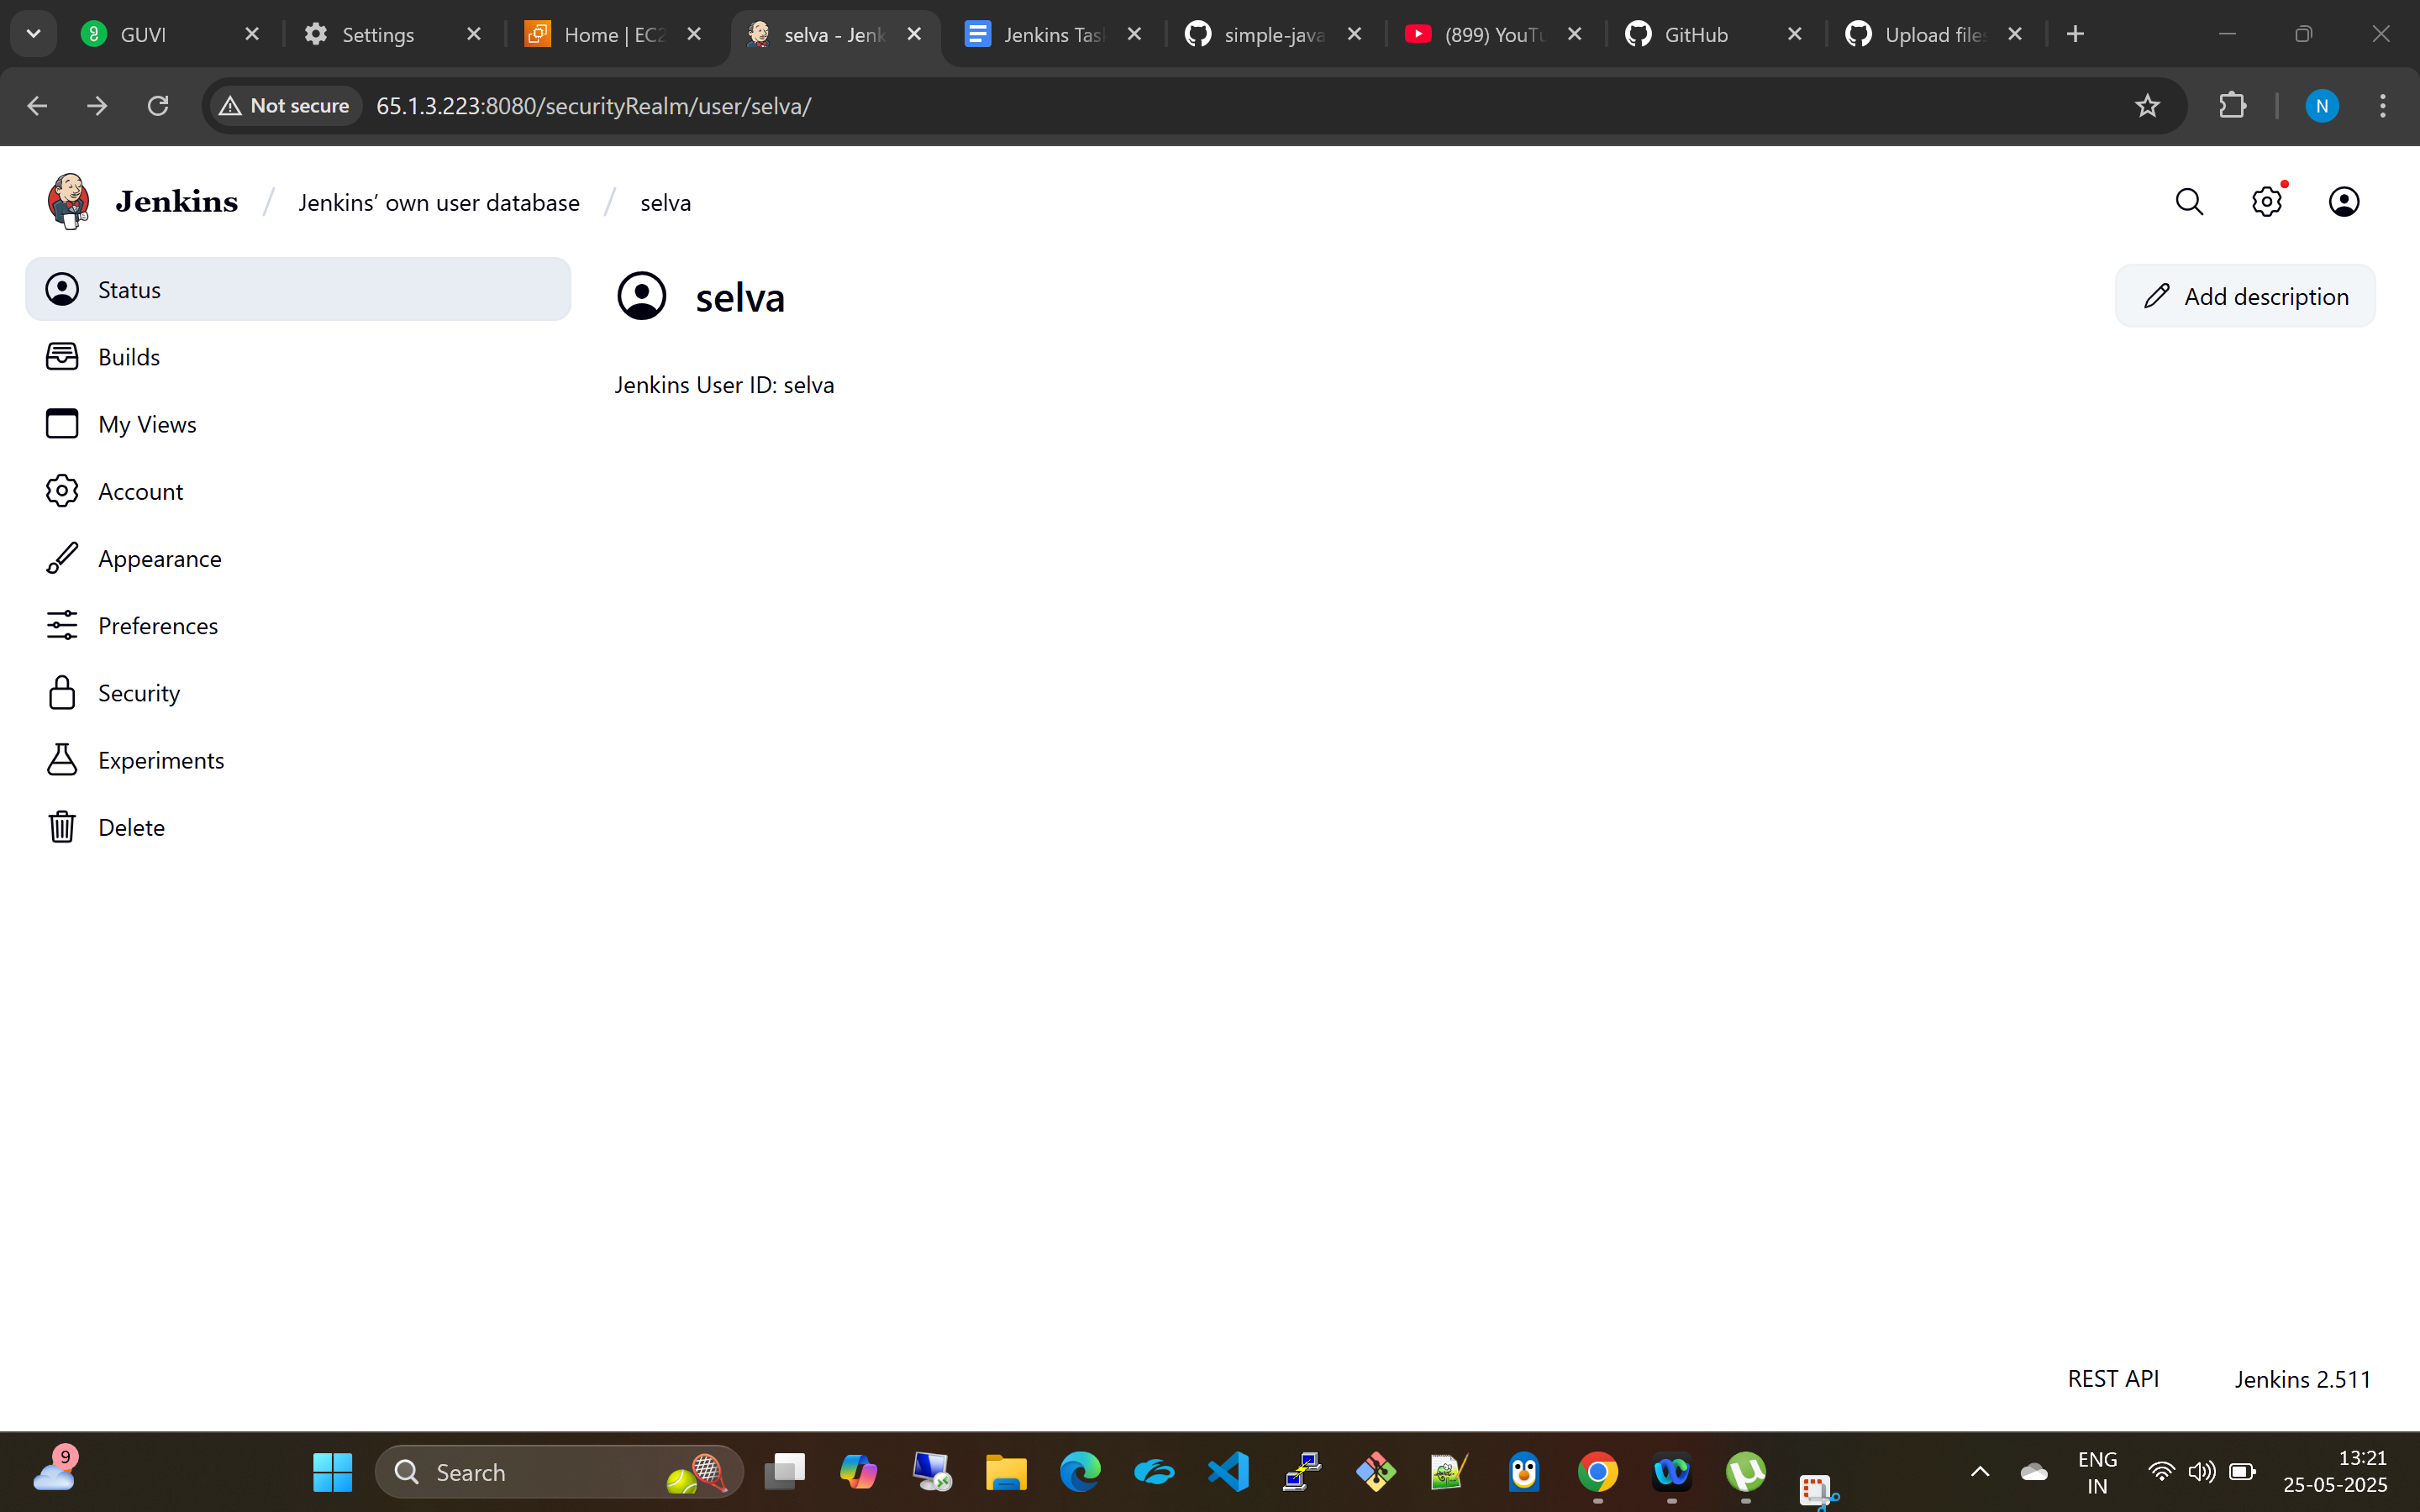 GUVI
Settings
Home | EC2
selva - Jenk
Jenkins Tas
simple-java
(899) YouTu
GitHub
Upload files
Not secure
65.1.3.223:8080/securityRealm/user/selva/
N
Jenkins / Jenkins’ own user database / selva
Status
Builds
My Views
Account
Appearance
Preferences
Security
Experiments
Delete
selva
Add description
Jenkins User ID: selva
REST API
Jenkins 2.511
9
Search
ENG
IN
13:21
25-05-2025